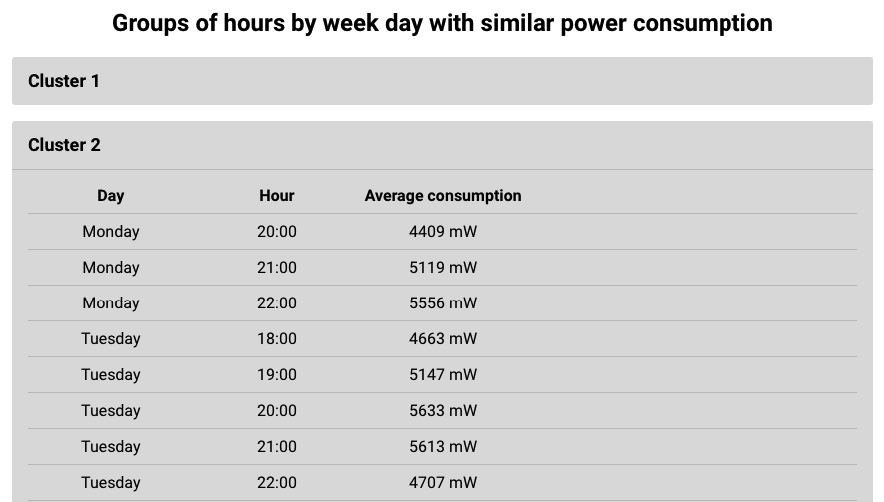 Groups of hours by week day with similar power consumption
Cluster 1
Cluster 2
Day Hour Average consumption
Monday 20:00 4409 mW
Monday 21:00 5119 mW
Monday 22:00 5556 mW
Tuesday 18:00 4663 mW
Tuesday 19:00 5147 mW
Tuesday 20:00 5633 mW
Tuesday 21:00 5613 mW
Tuesday 22:00 4707 mW